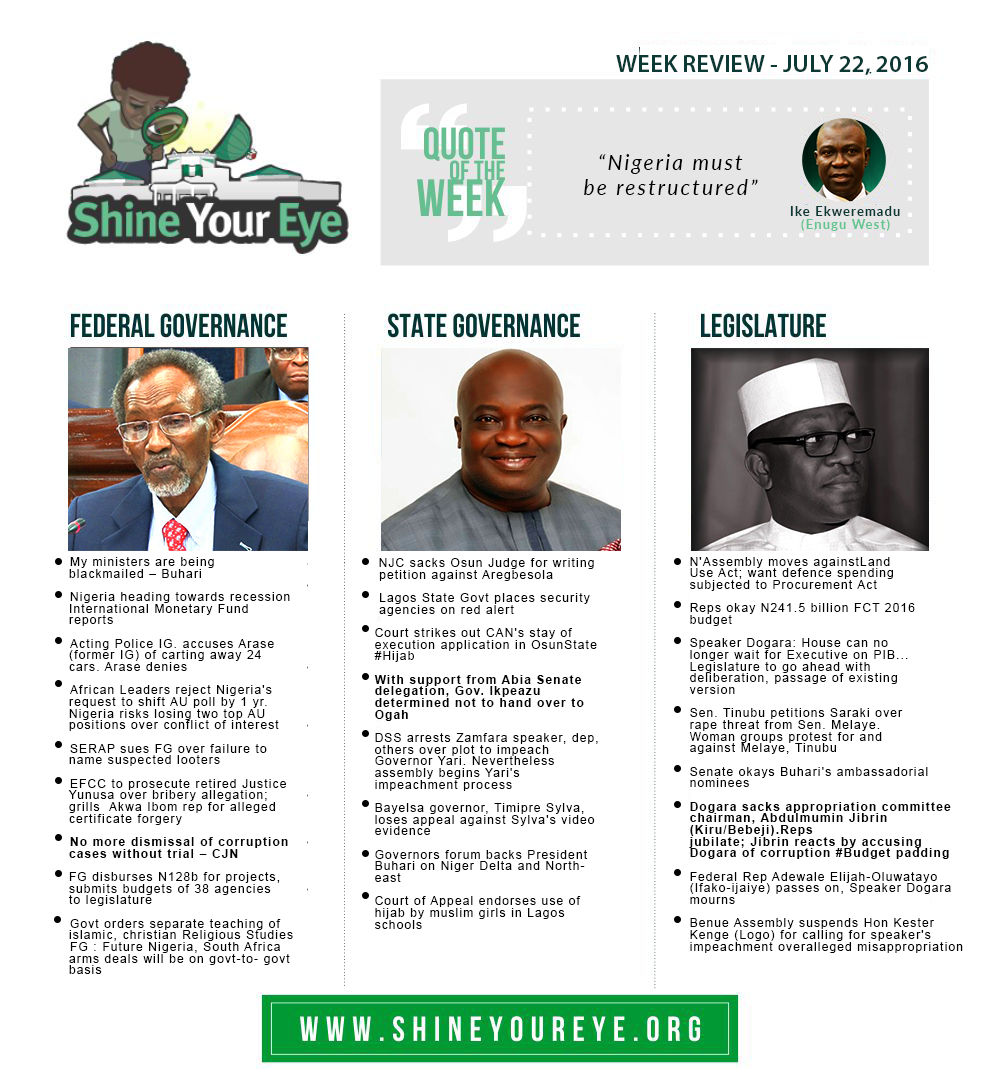 WEEK REVIEW - JULY 22, 2016
Shine Your Eye
QUOTE
OF THE
WEEK
“Nigeria must
be restructured”
Ike Ekweremadu
(Enugu West)
FEDERAL GOVERNANCE
My ministers are being
blackmailed – Buhari
Nigeria heading towards recession
International Monetary Fund
reports
Acting Police IG. accuses Arase
(former IG) of carting away 24
cars. Arase denies
African Leaders reject Nigeria's
request to shift AU poll by 1 yr.
Nigeria risks losing two top AU
positions over conflict of interest
SERAP sues FG over failure to
name suspected looters
EFCC to prosecute retired Justice
Yunusa over bribery allegation;
grills Akwa Ibom rep for alleged
certificate forgery
No more dismissal of corruption
cases without trial – CJN
FG disburses N128b for projects,
submits budgets of 38 agencies
to legislature
Govt orders separate teaching of
islamic, christian Religious Studies
FG : Future Nigeria, South Africa
arms deals will be on govt-to- govt
basis
STATE GOVERNANCE
NJC sacks Osun Judge for writing
petition against Aregbesola
Lagos State Govt places security
agencies on red alert
Court strikes out CAN's stay of
execution application in OsunState
#Hijab
With support from Abia Senate
delegation, Gov. Ikpeazu
determined not to hand over to
Ogah
DSS arrests Zamfara speaker, dep,
others over plot to impeach
Governor Yari. Nevertheless
assembly begins Yari's
impeachment process
Bayelsa governor, Timipre Sylva,
loses appeal against Sylva's video
evidence
Governors forum backs President
Buhari on Niger Delta and North-
east
Court of Appeal endorses use of
hijab by muslim girls in Lagos
schools
LEGISLATURE
N'Assembly moves againstLand
Use Act; want defence spending
subjected to Procurement Act
Reps okay N241.5 billion FCT 2016
budget
Speaker Dogara: House can no
longer wait for Executive on PIB...
Legislature to go ahead with
deliberation, passage of existing
version
Sen. Tinubu petitions Saraki over
rape threat from Sen. Melaye.
Woman groups protest for and
against Melaye, Tinubu
Senate okays Buhari's ambassadorial
nominees
Dogara sacks appropriation committee
chairman, Abdulmumin Jibrin
(Kiru/Bebeji).Reps
jubilate; Jibrin reacts by accusing
Dogara of corruption #Budget padding
Federal Rep Adewale Elijah-Oluwatayo
(Ifako-ijaiye) passes on, Speaker Dogara
mourns
Benue Assembly suspends Hon Kester
Kenge (Logo) for calling for speaker's
impeachment overalleged misappropriation
WWW.SHINEYOUREYE.ORG